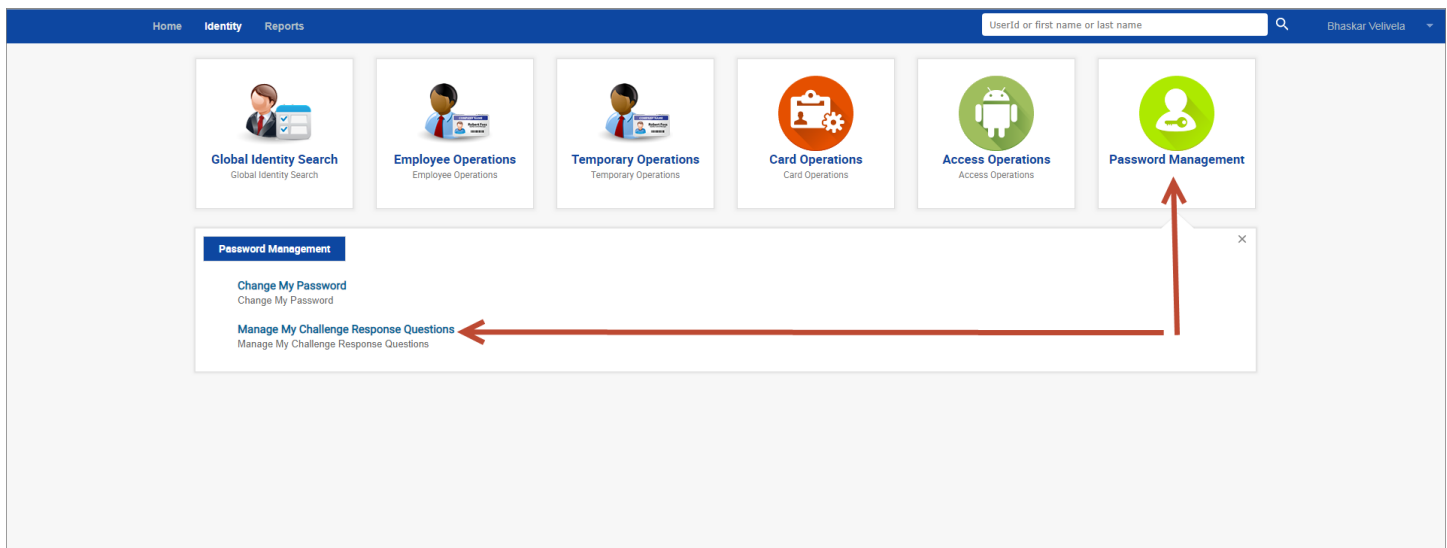 Home Identity Reports UserId or first name or last name Bhaskar Velivela
Global Identity Search
Global Identity Search
Employee Operations
Employee Operations
Temporary Operations
Temporary Operations
Card Operations
Card Operations
Access Operations
Access Operations
Password Management
Password Management
Change My Password
Change My Password
Manage My Challenge Response Questions
Manage My Challenge Response Questions